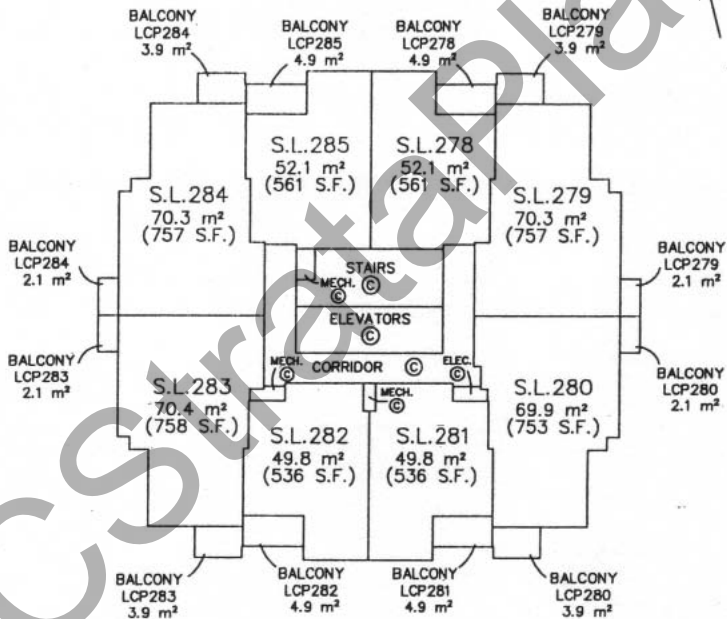 BALCONY
LCP284
3.9 m²
BALCONY
LCP285
4.9 m²
BALCONY
LCP278
4.9 m²
BALCONY
LCP279
3.9 m²
S.L.285
52.1 m²
(561 S.F.)
S.L.278
52.1 m²
(561 S.F.)
S.L.284
70.3 m²
(757 S.F.)
S.L.279
70.3 m²
(757 S.F.)
BALCONY
LCP284
2.1 m²
STAIRS
MECH. C C
ELEVATORS
C
BALCONY
LCP279
2.1 m²
BALCONY
LCP283
2.1 m²
MECH.
C
CORRIDOR C
ELEC.
C
BALCONY
LCP280
2.1 m²
S.L.283
70.4 m²
(758 S.F.)
MECH.
C
S.L.280
69.9 m²
(753 S.F.)
S.L.282
49.8 m²
(536 S.F.)
S.L.281
49.8 m²
(536 S.F.)
BALCONY
LCP283
3.9 m²
BALCONY
LCP282
4.9 m²
BALCONY
LCP281
4.9 m²
BALCONY
LCP280
3.9 m²
CStrataPla